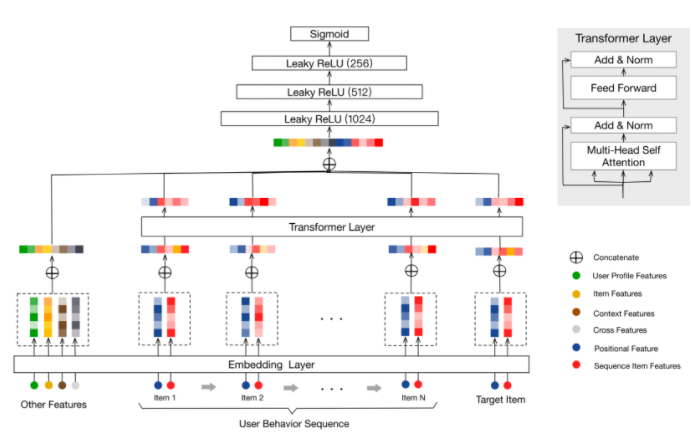 Sigmoid
Leaky ReLU (256)
Leaky ReLU (512)
Leaky ReLU (1024)
Transformer Layer
Add & Norm
Feed Forward
Add & Norm
Multi-Head Self
Attention
Transformer Layer
Concatenate
User Profile Features
Item Features
Context Features
Cross Features
Positional Feature
Sequence Item Features
. . .
Embedding Layer
Other Features
Item 1
Item 2
. . .
Item N
Target Item
User Behavior Sequence